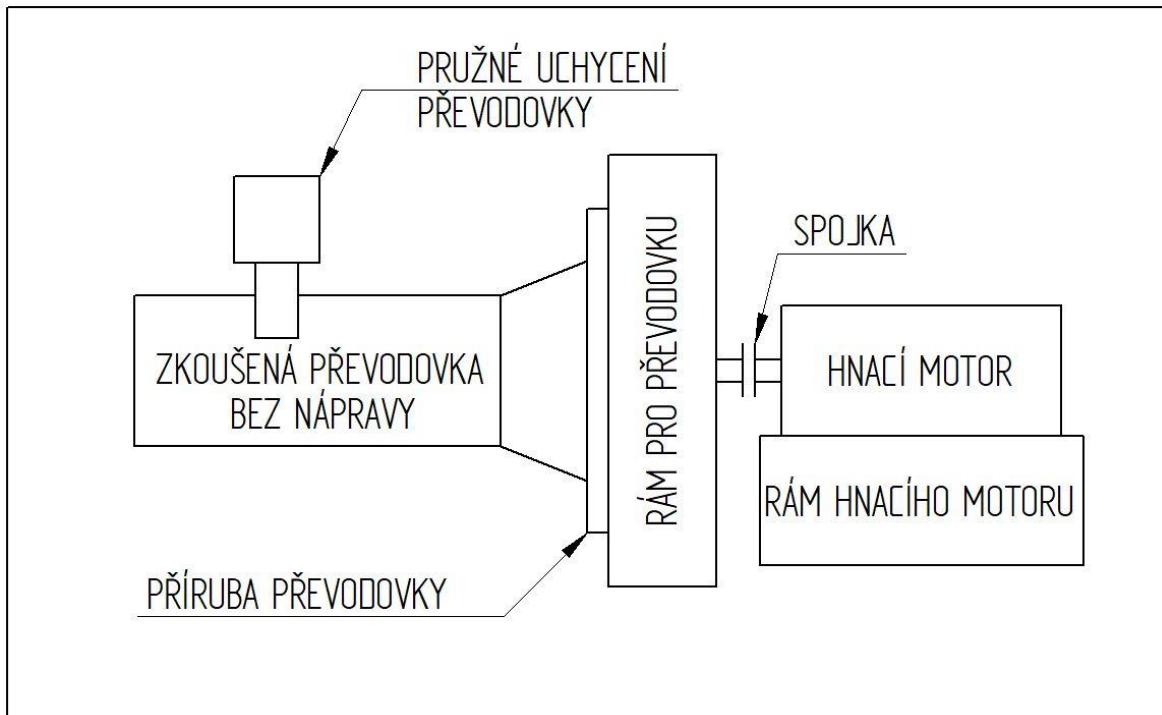 PRUŽNÉ UCHYCENÍ
PŘEVODOVKY
SPOJKA
RÁM PRO PŘEVODOVKU
ZKOUŠENÁ PŘEVODOVKA
BEZ NÁPRAVY
HNACÍ MOTOR
RÁM HNACÍHO MOTORU
PŘÍRUBA PŘEVODOVKY